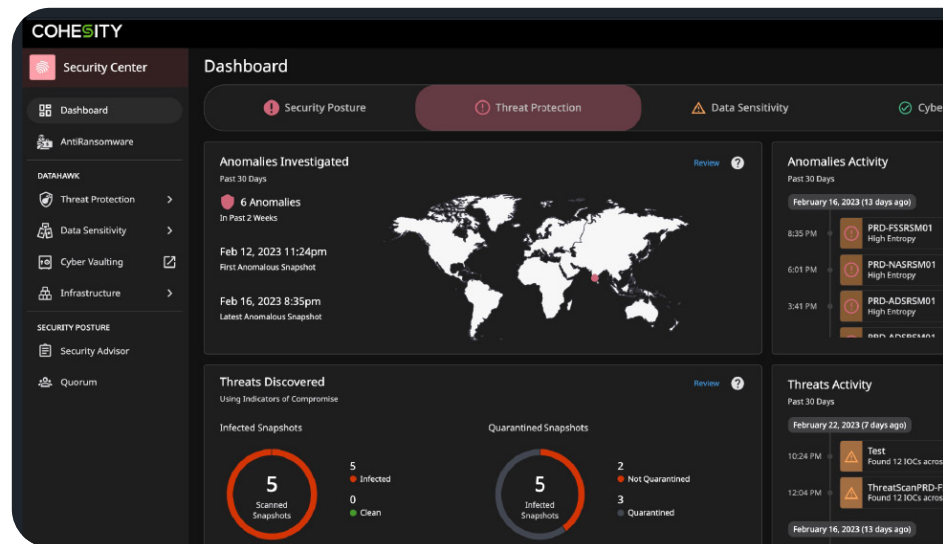 COHESITY
Security Center
Dashboard
AntiRansomware
DATAHAWK
Threat Protection
Data Sensitivity
Cyber Vaulting
Infrastructure
SECURITY POSTURE
Security Advisor
Quorum
Dashboard
Security Posture
Threat Protection
Data Sensitivity
Cybe
Anomalies Investigated
Review
Past 30 Days
6 Anomalies
In Past 2 Weeks
Feb 12, 2023 11:24pm
First Anomalous Snapshot
Feb 16, 2023 8:35pm
Latest Anomalous Snapshot
Anomalies Activity
Past 30 Days
February 16, 2023 (13 days ago)
8:35 PM
PRD-FSSRSM01
High Entropy
6:01 PM
PRD-NASRSM01
High Entropy
3:41 PM
PRD-ADSRSM01
High Entropy
Threats Discovered
Review
Using Indicators of Compromise
Infected Snapshots
5
Scanned
Snapshots
5
Infected
0
Clean
Quarantined Snapshots
5
Infected
Snapshots
2
Not Quarantined
3
Quarantined
Threats Activity
Past 30 Days
February 22, 2023 (7 days ago)
10:24 PM
Test
Found 12 IOCs acros
12:04 PM
ThreatScanPRD-F
Found 12 IOCs acros
February 16, 2023 (13 days ago)